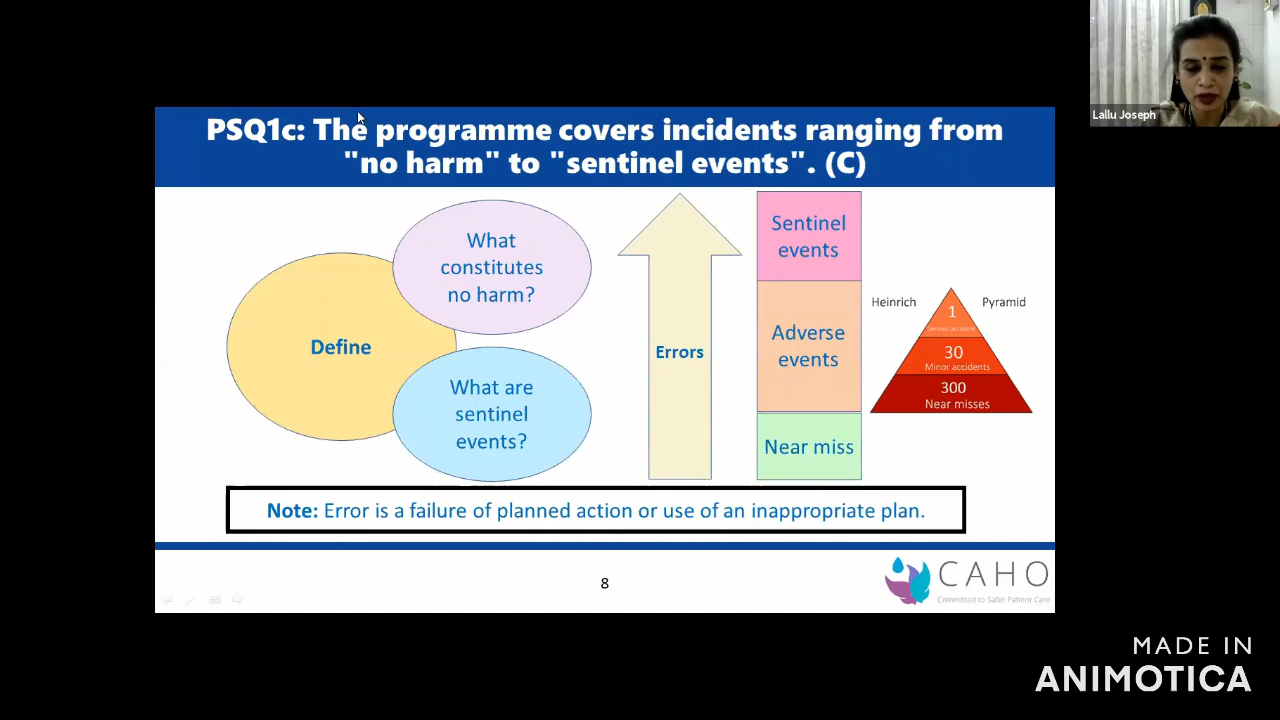 Lallu Joseph
PSQ1c: The programme covers incidents ranging from
"no harm" to "sentinel events". (C)
What
constitutes
no harm?
Define
What are
sentinel
events?
Errors
Sentinel
events
Adverse
events
Near miss
Heinrich Pyramid
1
Serious accident
30
Minor accidents
300
Near misses
Note: Error is a failure of planned action or use of an inappropriate plan.
8
CAHO
Committed to Safer Patient Care
MADE IN
ANIMOTICA